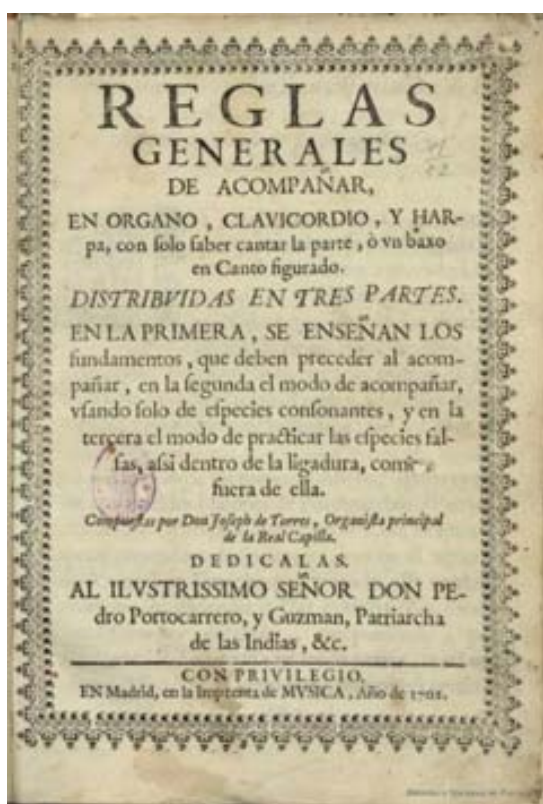 REGLAS
GENERALES
DE ACOMPAÑAR,
EN ORGANO, CLAVICORDIO, Y HAR-
pa, con ſolo ſaber cantar la parte, ò vn baxo
en Canto figurado.
DISTRIBVIDAS EN TRES PARTES.
EN LA PRIMERA, SE ENSEÑAN LOS
fundamentos, que deben preceder al acom-
pañar, en la ſegunda el modo de acompañar,
vſando ſolo de eſpecies conſonantes, y en la
tercera el modo de practicar las eſpecies fal-
ſas, aſsi dentro de la ligadura, como
fuera de ella.
Compueſtas por Don Joſeph de Torres, Organiſta principal
de la Real Capilla.
DEDICALAS.
AL ILVSTRISSIMO SEÑOR DON PE-
dro Portocarrero, y Guzman, Patriarcha
de las Indias, &c.
CON PRIVILEGIO.
EN Madrid, en la Imprenta de MVSICA, Año de 1702.